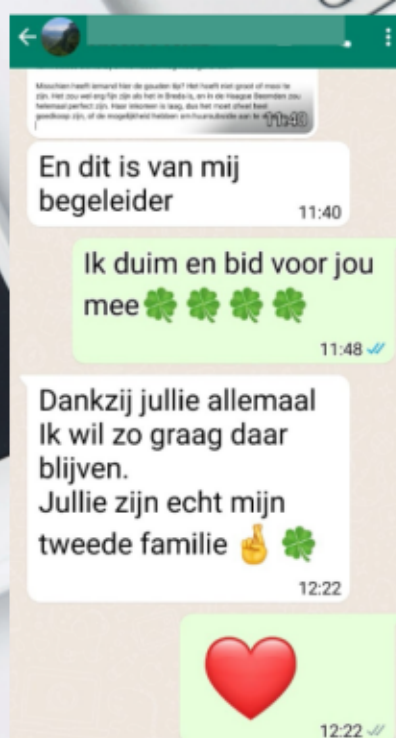 Misschien heeft iemand hier de gouden tip? Het hoeft niet groot of mooi te
zijn. Het zou wel erg fijn zijn als het in Breda is, en in de Haagse Beemden zou
helemaal perfect zijn. Haar inkomen is laag, dus het moet ofwel heel
goedkoop zijn, of de mogelijkheid hebben om huursubsidie aan te
11:40
En dit is van mij
begeleider
11:40
Ik duim en bid voor jou
mee🍀 🍀 🍀 🍀
11:48
Dankzij jullie allemaal
Ik wil zo graag daar
blijven.
Jullie zijn echt mijn
tweede familie 🤞 🍀
12:22
❤️
12:22